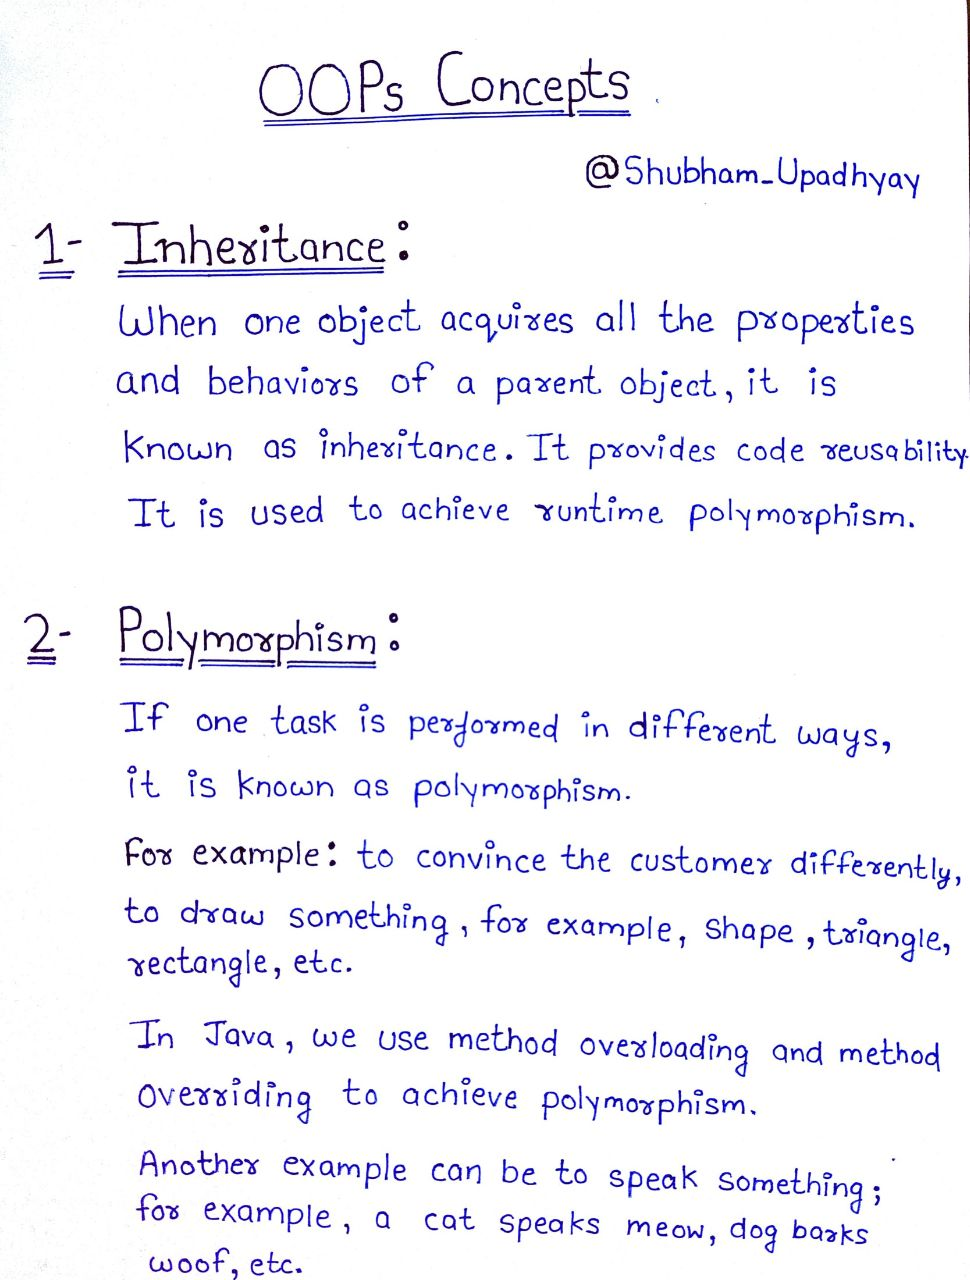 OOPs Concepts
@Shubham_Upadhyay
1- Inheritance:
When one object acquires all the properties
and behaviors of a parent object, it is
known as inheritance. It provides code reusability.
It is used to achieve runtime polymorphism.
2- Polymorphism:
If one task is performed in different ways,
it is known as polymorphism.
For example: to convince the customer differently,
to draw something, for example, shape, triangle,
rectangle, etc.
In Java, we use method overloading and method
overriding to achieve polymorphism.
Another example can be to speak something;
for example, a cat speaks meow, dog barks
woof, etc.